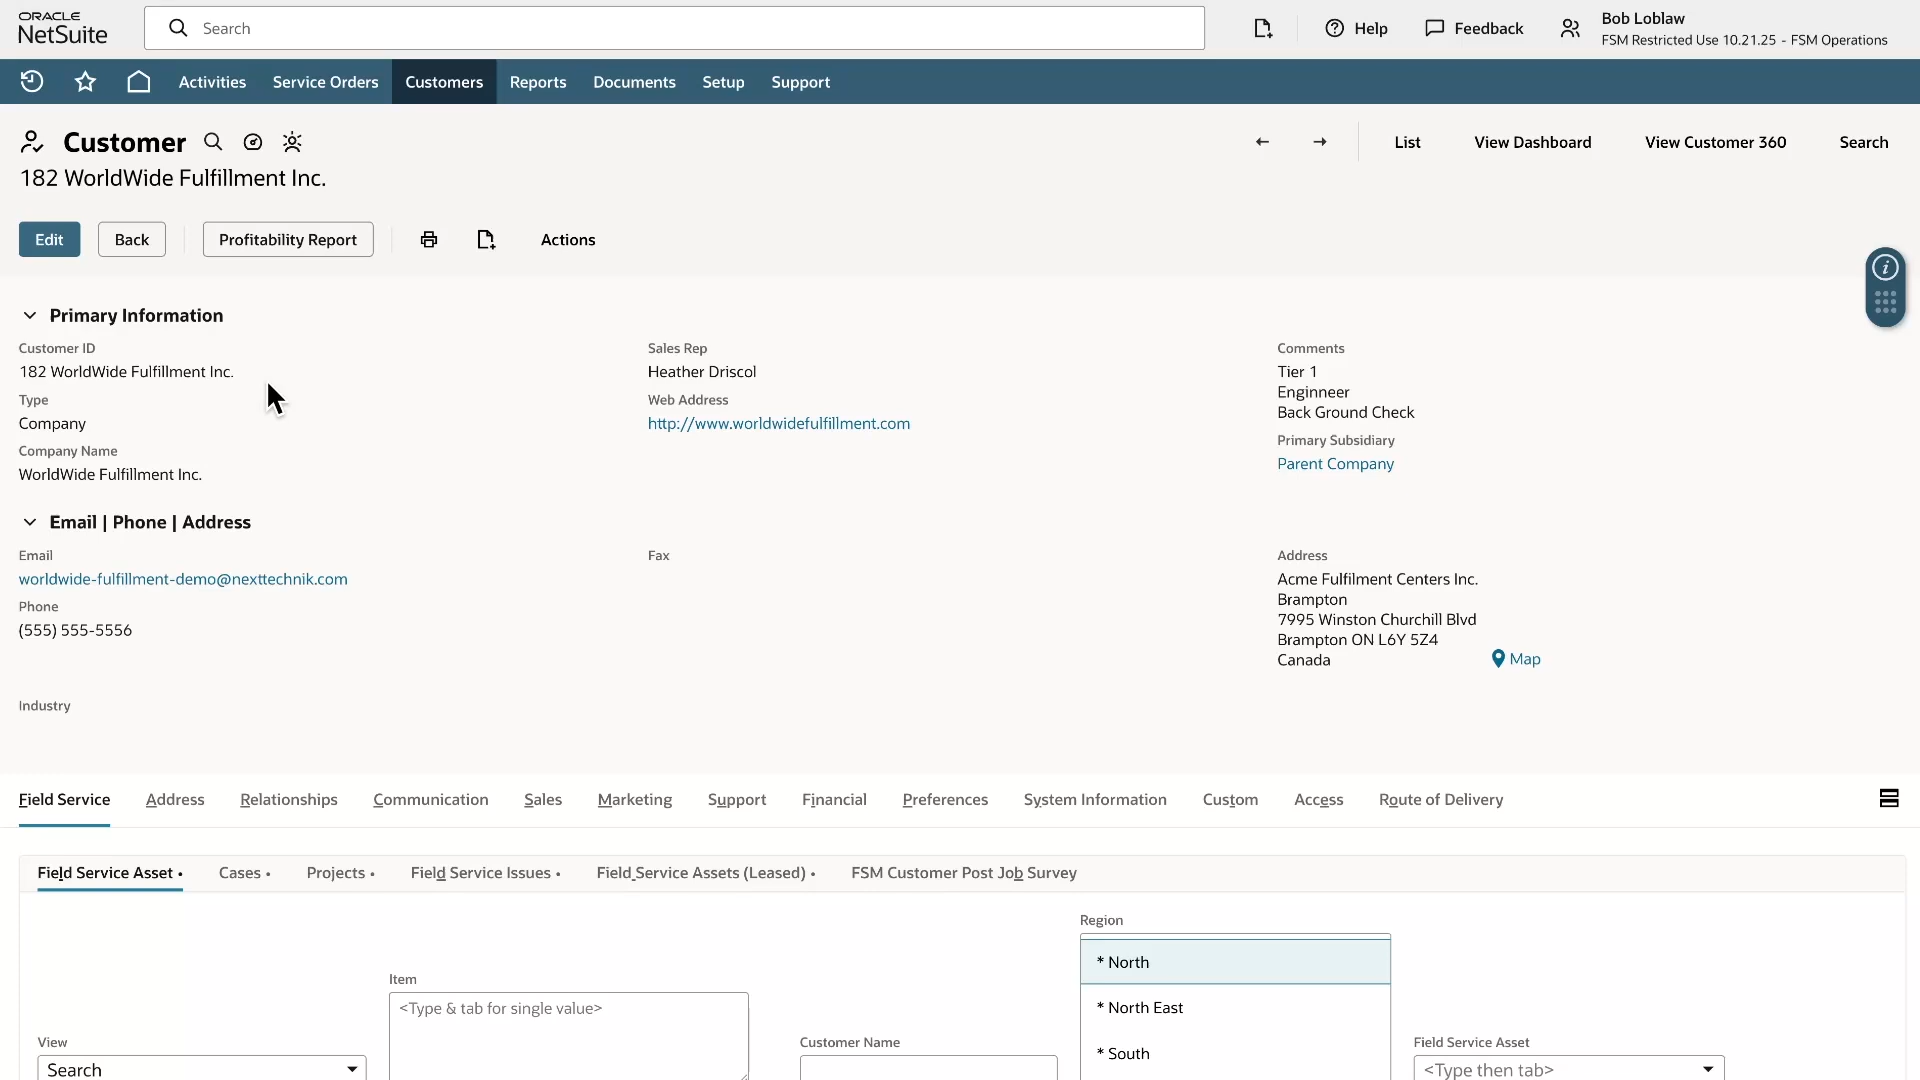 ORACLE
NetSuite
Search
Help
Feedback
Bob Loblaw
FSM Restricted Use 10.21.25 - FSM Operations
Activities
Service Orders
Customers
Reports
Documents
Setup
Support
Customer
List
View Dashboard
View Customer 360
Search
182 WorldWide Fulfillment Inc.
Edit
Back
Profitability Report
Actions
Primary Information
Customer ID
182 WorldWide Fulfillment Inc.
Type
Company
Company Name
WorldWide Fulfillment Inc.
Sales Rep
Heather Driscol
Web Address
http://www.worldwidefulfillment.com
Comments
Tier 1
Enginneer
Back Ground Check
Primary Subsidiary
Parent Company
Email | Phone | Address
Email
worldwide-fulfillment-demo@nexttechnik.com
Phone
(555) 555-5556
Fax
Address
Acme Fulfilment Centers Inc.
Brampton
7995 Winston Churchill Blvd
Brampton ON L6Y 5Z4
Canada
Map
Industry
Field Service
Address
Relationships
Communication
Sales
Marketing
Support
Financial
Preferences
System Information
Custom
Access
Route of Delivery
Field Service Asset •
Cases •
Projects •
Field Service Issues •
Field Service Assets (Leased) •
FSM Customer Post Job Survey
View
Search
Item
<Type & tab for single value>
Customer Name
Region
* North
* North East
* South
Field Service Asset
<Type then tab>